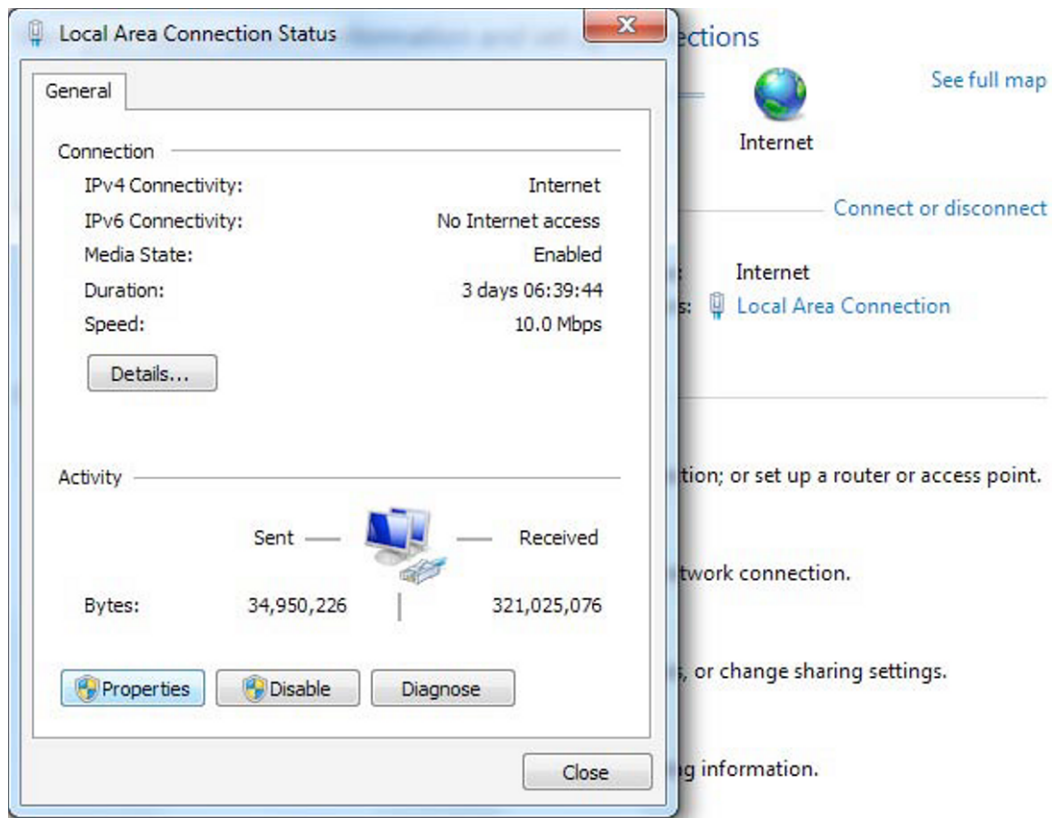 Local Area Connection Status
General
Connection
IPv4 Connectivity: Internet
IPv6 Connectivity: No Internet access
Media State: Enabled
Duration: 3 days 06:39:44
Speed: 10.0 Mbps
Details...
Activity
Sent Received
Bytes: 34,950,226 321,025,076
Properties Disable Diagnose
Close
ections
See full map
Internet
Connect or disconnect
: Internet
s: Local Area Connection
tion; or set up a router or access point.
twork connection.
s, or change sharing settings.
ng information.